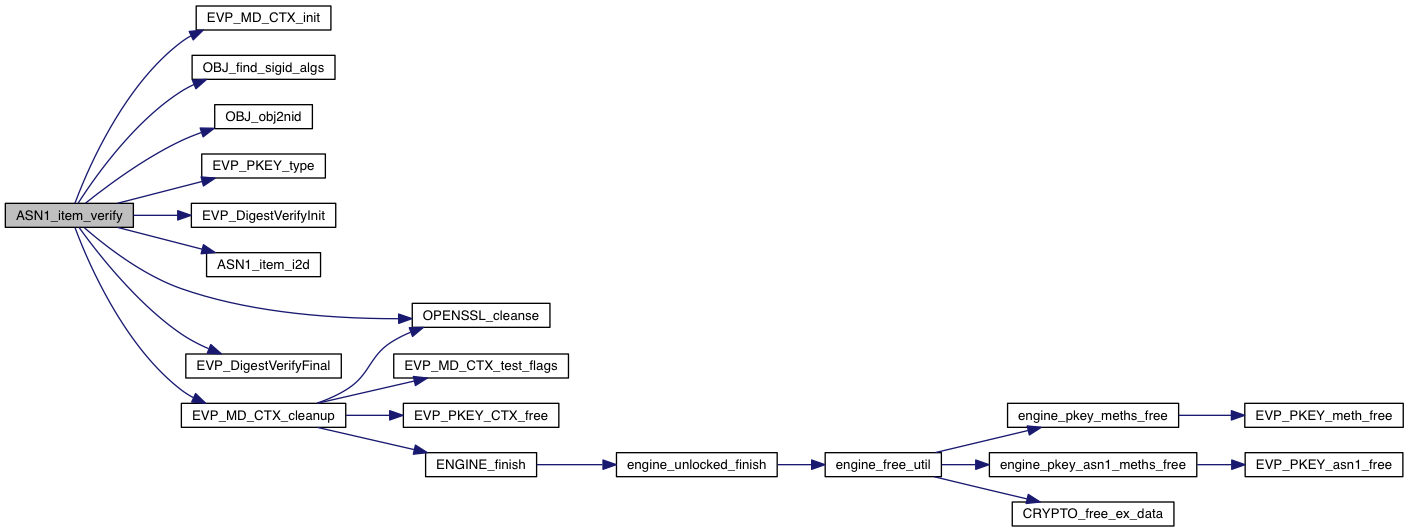 EVP_MD_CTX_init
OBJ_find_sigid_algs
OBJ_obj2nid
EVP_PKEY_type
ASN1_item_verify
EVP_DigestVerifyInit
ASN1_item_i2d
OPENSSL_cleanse
EVP_DigestVerifyFinal
EVP_MD_CTX_test_flags
EVP_MD_CTX_cleanup
EVP_PKEY_CTX_free
engine_pkey_meths_free
EVP_PKEY_meth_free
ENGINE_finish
engine_unlocked_finish
engine_free_util
engine_pkey_asn1_meths_free
EVP_PKEY_asn1_free
CRYPTO_free_ex_data